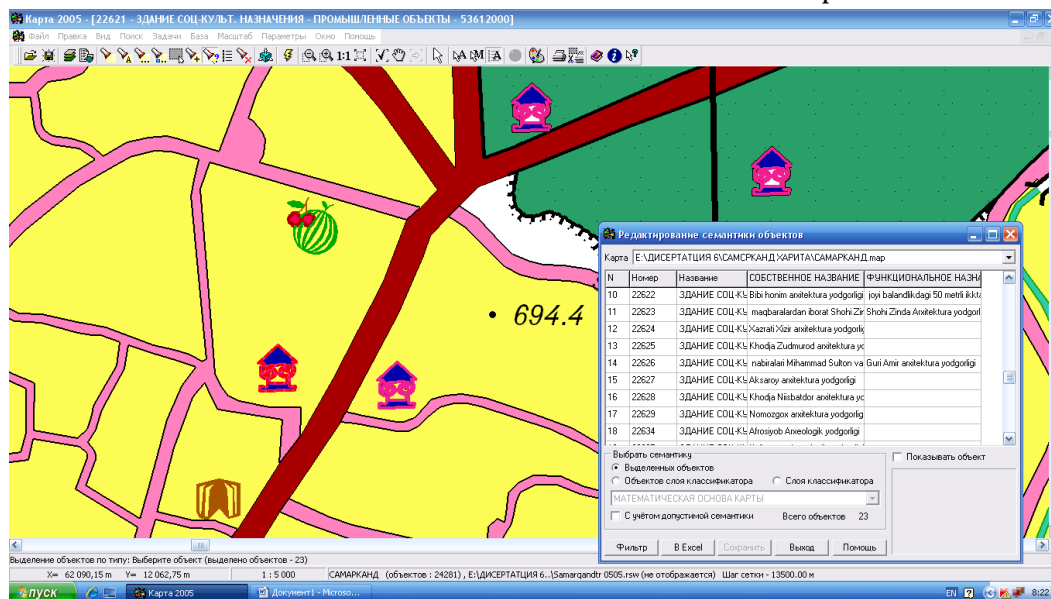 Карта 2005 - [22621 - ЗДАНИЕ СОЦ-КУЛЬТ. НАЗНАЧЕНИЯ - ПРОМЫШЛЕННЫЕ ОБЪЕКТЫ - 53612000]
Файл Правка Вид Поиск Задачи База Масштаб Параметры Окно Помощь
1:1
694.4
Редактирование семантики объектов
Карта E:\ДИСЕРТАТЦИЯ 6\САМСРКАНД ХАРИТА\САМАРКАНД.map
N Номер Название СОБСТВЕННОЕ НАЗВАНИЕ ФУНКЦИОНАЛЬНОЕ НАЗН
10 22622 ЗДАНИЕ СОЦ-КУ Bibi honim arxitektura yodgorligi joyi balandlikdagi 50 metrli ikkta
11 22623 ЗДАНИЕ СОЦ-КУ maqbaralardan iborat Shohi Zir Shohi Zinda Arxitektura yodgorl
12 22624 ЗДАНИЕ СОЦ-КУ Xazrati Xizir arxitektura yodgorlig
13 22625 ЗДАНИЕ СОЦ-КУ Khodja Zudmurod arxitektura yo
14 22626 ЗДАНИЕ СОЦ-КУ nabiralari Mihammad Sulton va Guri Amir arxitektura yodgorligi
15 22627 ЗДАНИЕ СОЦ-КУ Aksaroy arxitektura yodgorligi
16 22628 ЗДАНИЕ СОЦ-КУ Khodja Niisbatdor arxitektura yo
17 22629 ЗДАНИЕ СОЦ-КУ Nomozgox arxitektura yodgorlig
18 22634 ЗДАНИЕ СОЦ-КУ Afrosiyob Arxeologik yodgorligi
Выбрать семантику
Выделенных объектов
Показывать объект
Объектов слоя классификатора Слоя классификатора
МАТЕМАТИЧЕСКАЯ ОСНОВА КАРТЫ
С учётом допустимой семантики Всего объектов 23
Фильтр В Excel Сохранить Выход Помощь
Выделение объектов по типу: Выберите объект (выделено объектов - 23)
X= 62 090,15 m Y= 12 062,75 m 1 : 5 000 САМАРКАНД (объектов : 24281) , E:\ДИСЕРТАТЦИЯ 6..\Samarqandtr 0505.rsw (не отображается) Шаг сетки - 13500.00 м
пуск Карта 2005 Документ1 - Microso... EN 8:22